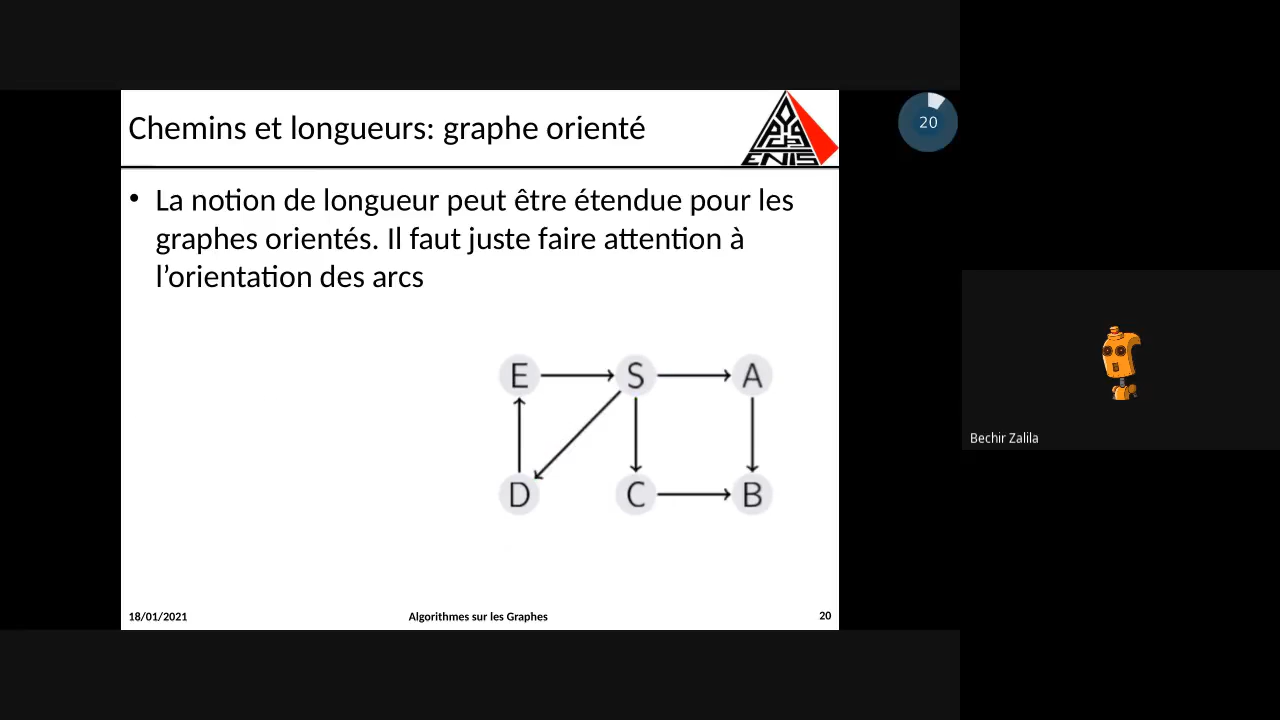 Chemins et longueurs: graphe orienté
ENIS
20
• La notion de longueur peut être étendue pour les
graphes orientés. Il faut juste faire attention à
l’orientation des arcs
E S A
D C B
Bechir Zalila
18/01/2021 Algorithmes sur les Graphes 20